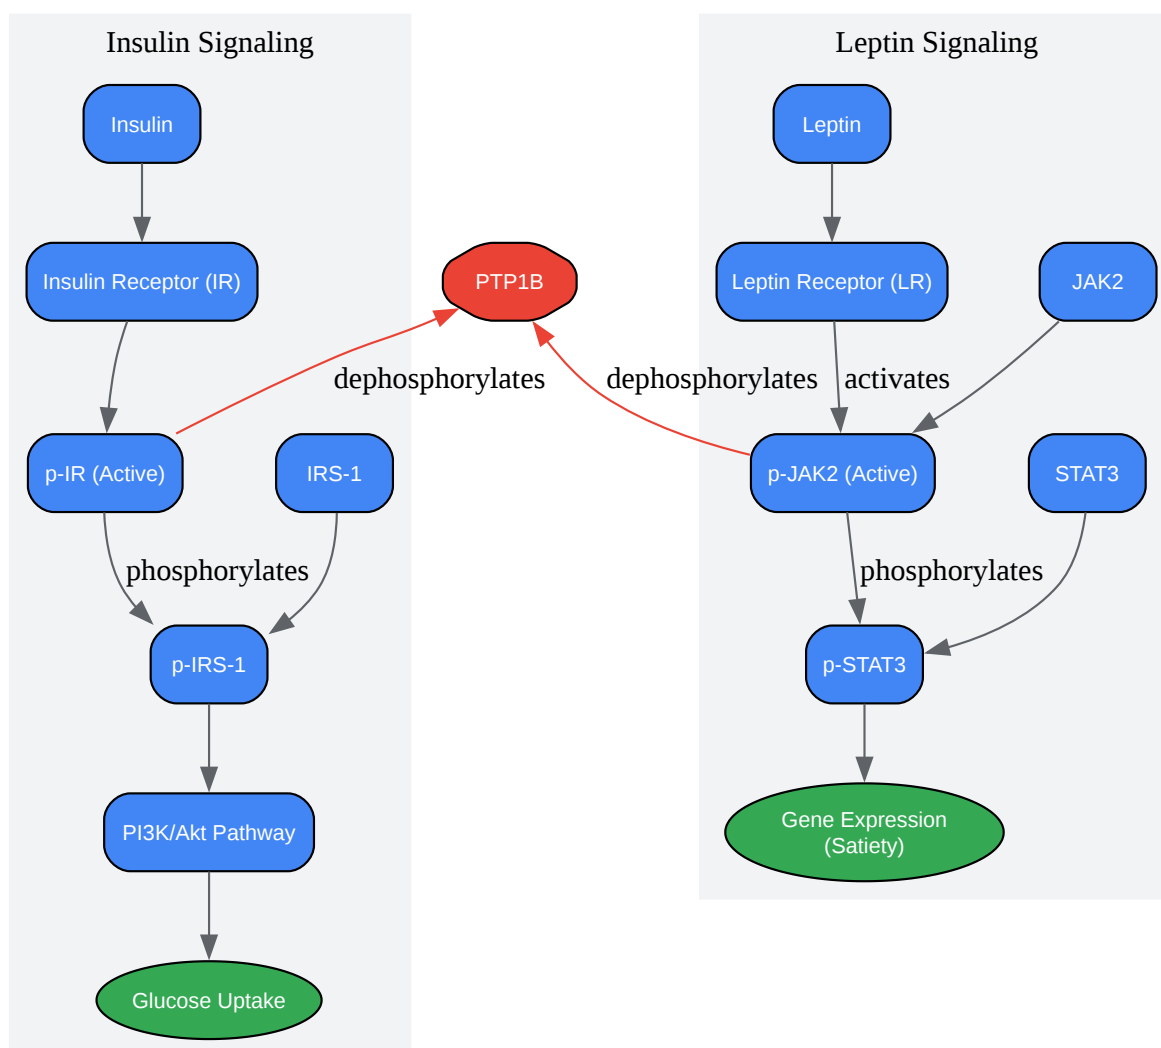 Insulin Signaling
Insulin
Insulin Receptor (IR)
p-IR (Active)
IRS-1
phosphorylates
p-IRS-1
PI3K/Akt Pathway
Glucose Uptake
PTP1B
dephosphorylates
dephosphorylates
Leptin Signaling
Leptin
Leptin Receptor (LR)
JAK2
activates
p-JAK2 (Active)
STAT3
phosphorylates
p-STAT3
Gene Expression
(Satiety)